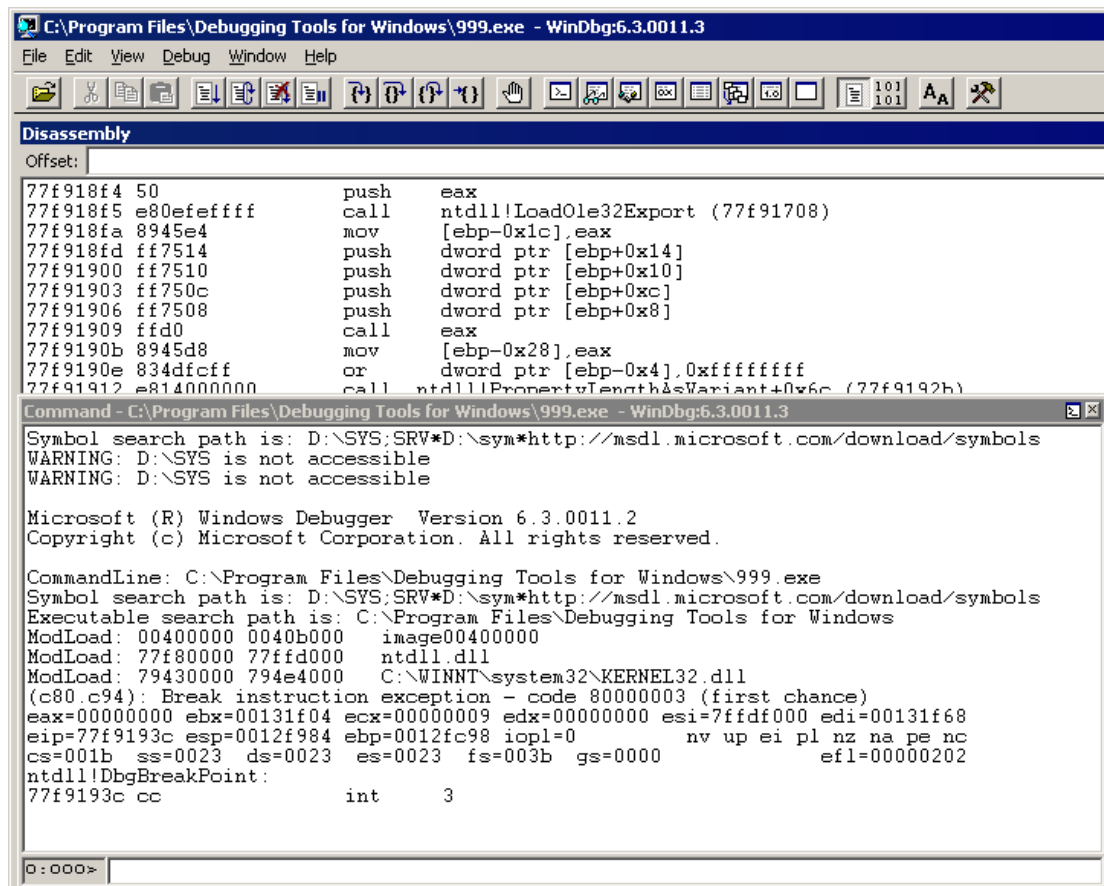 C:\Program Files\Debugging Tools for Windows\999.exe - WinDbg:6.3.0011.3
File Edit View Debug Window Help
Disassembly
Offset:
77f918f4 50 push eax
77f918f5 e80efeffff call ntdll!LoadOle32Export (77f91708)
77f918fa 8945e4 mov [ebp-0x1c],eax
77f918fd ff7514 push dword ptr [ebp+0x14]
77f91900 ff7510 push dword ptr [ebp+0x10]
77f91903 ff750c push dword ptr [ebp+0xc]
77f91906 ff7508 push dword ptr [ebp+0x8]
77f91909 ffd0 call eax
77f9190b 8945d8 mov [ebp-0x28],eax
77f9190e 834dfcff or dword ptr [ebp-0x4],0xffffffff
77f91912 e814000000 call ntdll!PropertyLengthAsVariant+0x6c (77f9192b)
Command - C:\Program Files\Debugging Tools for Windows\999.exe - WinDbg:6.3.0011.3
Symbol search path is: D:\SYS;SRV*D:\sym*http://msdl.microsoft.com/download/symbols
WARNING: D:\SYS is not accessible
WARNING: D:\SYS is not accessible
Microsoft (R) Windows Debugger Version 6.3.0011.2
Copyright (c) Microsoft Corporation. All rights reserved.
CommandLine: C:\Program Files\Debugging Tools for Windows\999.exe
Symbol search path is: D:\SYS;SRV*D:\sym*http://msdl.microsoft.com/download/symbols
Executable search path is: C:\Program Files\Debugging Tools for Windows
ModLoad: 00400000 0040b000 image00400000
ModLoad: 77f80000 77ffd000 ntdll.dll
ModLoad: 79430000 794e4000 C:\WINNT\system32\KERNEL32.dll
(c80.c94): Break instruction exception - code 80000003 (first chance)
eax=00000000 ebx=00131f04 ecx=00000009 edx=00000000 esi=7ffdf000 edi=00131f68
eip=77f9193c esp=0012f984 ebp=0012fc98 iopl=0 nv up ei pl nz na pe nc
cs=001b ss=0023 ds=0023 es=0023 fs=003b gs=0000 efl=00000202
ntdll!DbgBreakPoint:
77f9193c cc int 3
0:000>